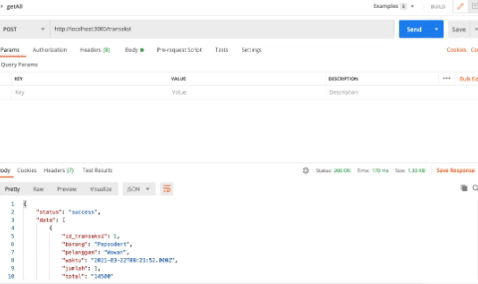 getAll
Examples 0
BUILD
POST
http://localhost:3000/transaksi
Send
Save
Params
Authorization
Headers (8)
Body
Pre-request Script
Tests
Settings
Cookies
Query Params
KEY
VALUE
DESCRIPTION
Bulk Ed
Key
Value
Description
Body
Cookies
Headers (7)
Test Results
Status: 200 OK
Time: 170 ms
Size: 1.33 KB
Save Response
Pretty
Raw
Preview
Visualize
JSON
1 {
2 "status": "success",
3 "data": [
4 {
5 "id_transaksi": 1,
6 "barang": "Pepsodent",
7 "pelanggan": "Wawan",
8 "waktu": "2021-03-22T08:21:52.000Z",
9 "jumlah": 1,
10 "total": "14500"